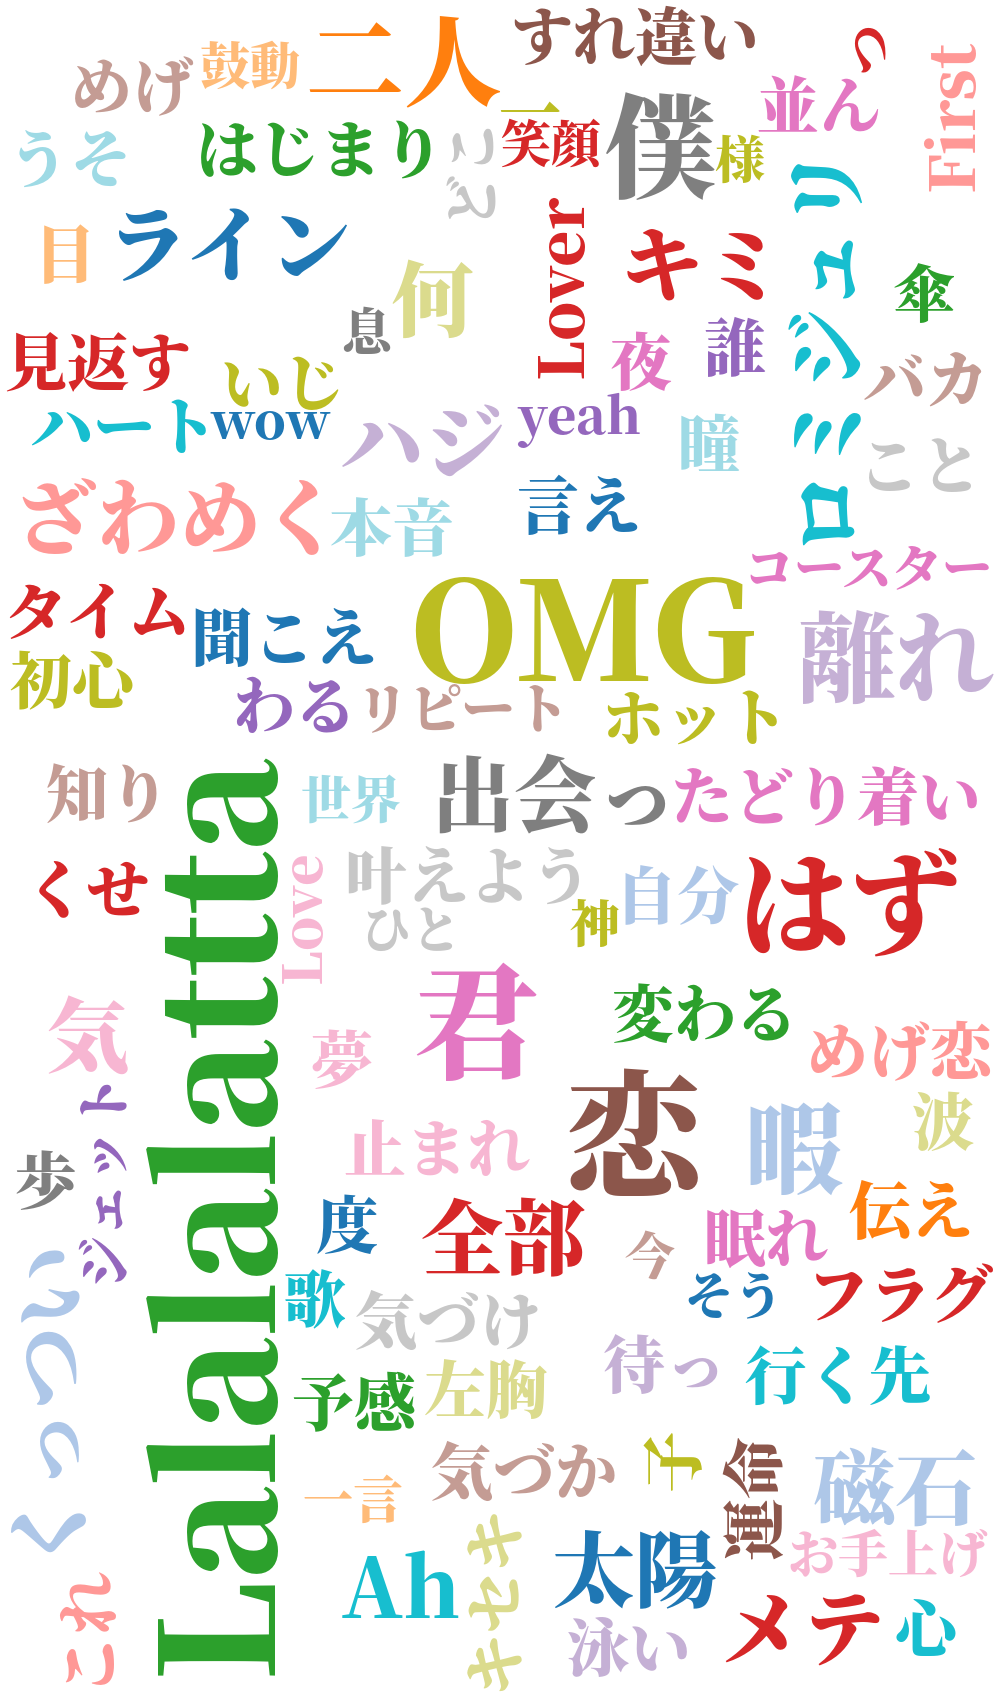 すれ違い
っ
二人
鼓動
めげ
First
並ん
一
僕
笑顔
はじまり
うそ
どこ
様
ロミジュリ
Lover
ライン
目
キミ
何
傘
息
誰
夜
見返す
いじ
バカ
ハート
wow
ハジ
yeah
瞳
こと
ざわめく
本音
言え
コースター
OMG
タイム
聞こえ
離れ
初心
わる
リピート
ホット
出会っ
知り
世界
たどり着い
Lalalalatta
叶えよう
はず
くせ
Love
自分
ひと
神
君
気
変わる
夢
めげ恋
恋
ジェット
波
暇
止まれ
歩
度
全部
伝え
眠れ
今
歌
そう
フラグ
気づけ
待っ
行く先
予感
左胸
くっつい
気づか
チ
運命
磁石
一言
キセキ
太陽
お手上げ
Ah
これ
泳い
メテ
心